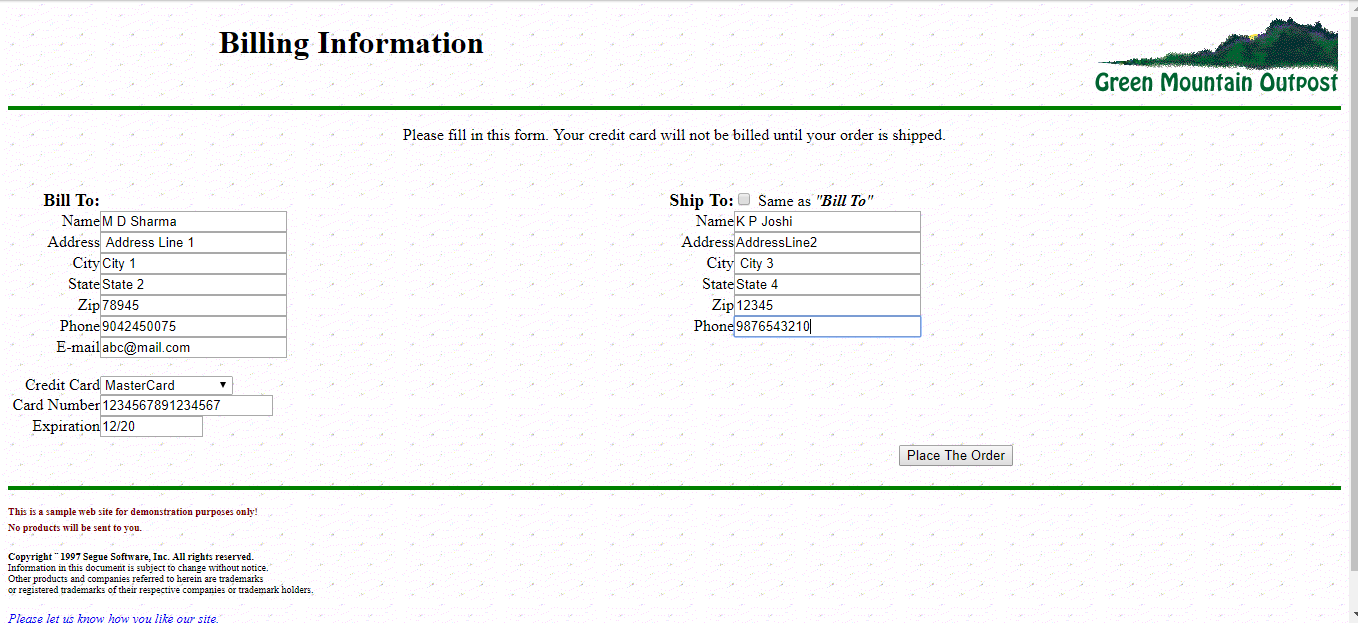 Billing Information
Green Mountain Outpost
Please fill in this form. Your credit card will not be billed until your order is shipped.
Bill To:
Name M D Sharma
Address Address Line 1
City City 1
State State 2
Zip 78945
Phone 9042450075
E-mail abc@mail.com
Credit Card MasterCard
Card Number 1234567891234567
Expiration 12/20
Ship To: Same as "Bill To"
Name K P Joshi
Address AddressLine2
City City 3
State State 4
Zip 12345
Phone 9876543210
Place The Order
This is a sample web site for demonstration purposes only!
No products will be sent to you.
Copyright ¨ 1997 Segue Software, Inc. All rights reserved.
Information in this document is subject to change without notice.
Other products and companies referred to herein are trademarks
or registered trademarks of their respective companies or trademark holders.
Please let us know how you like our site.